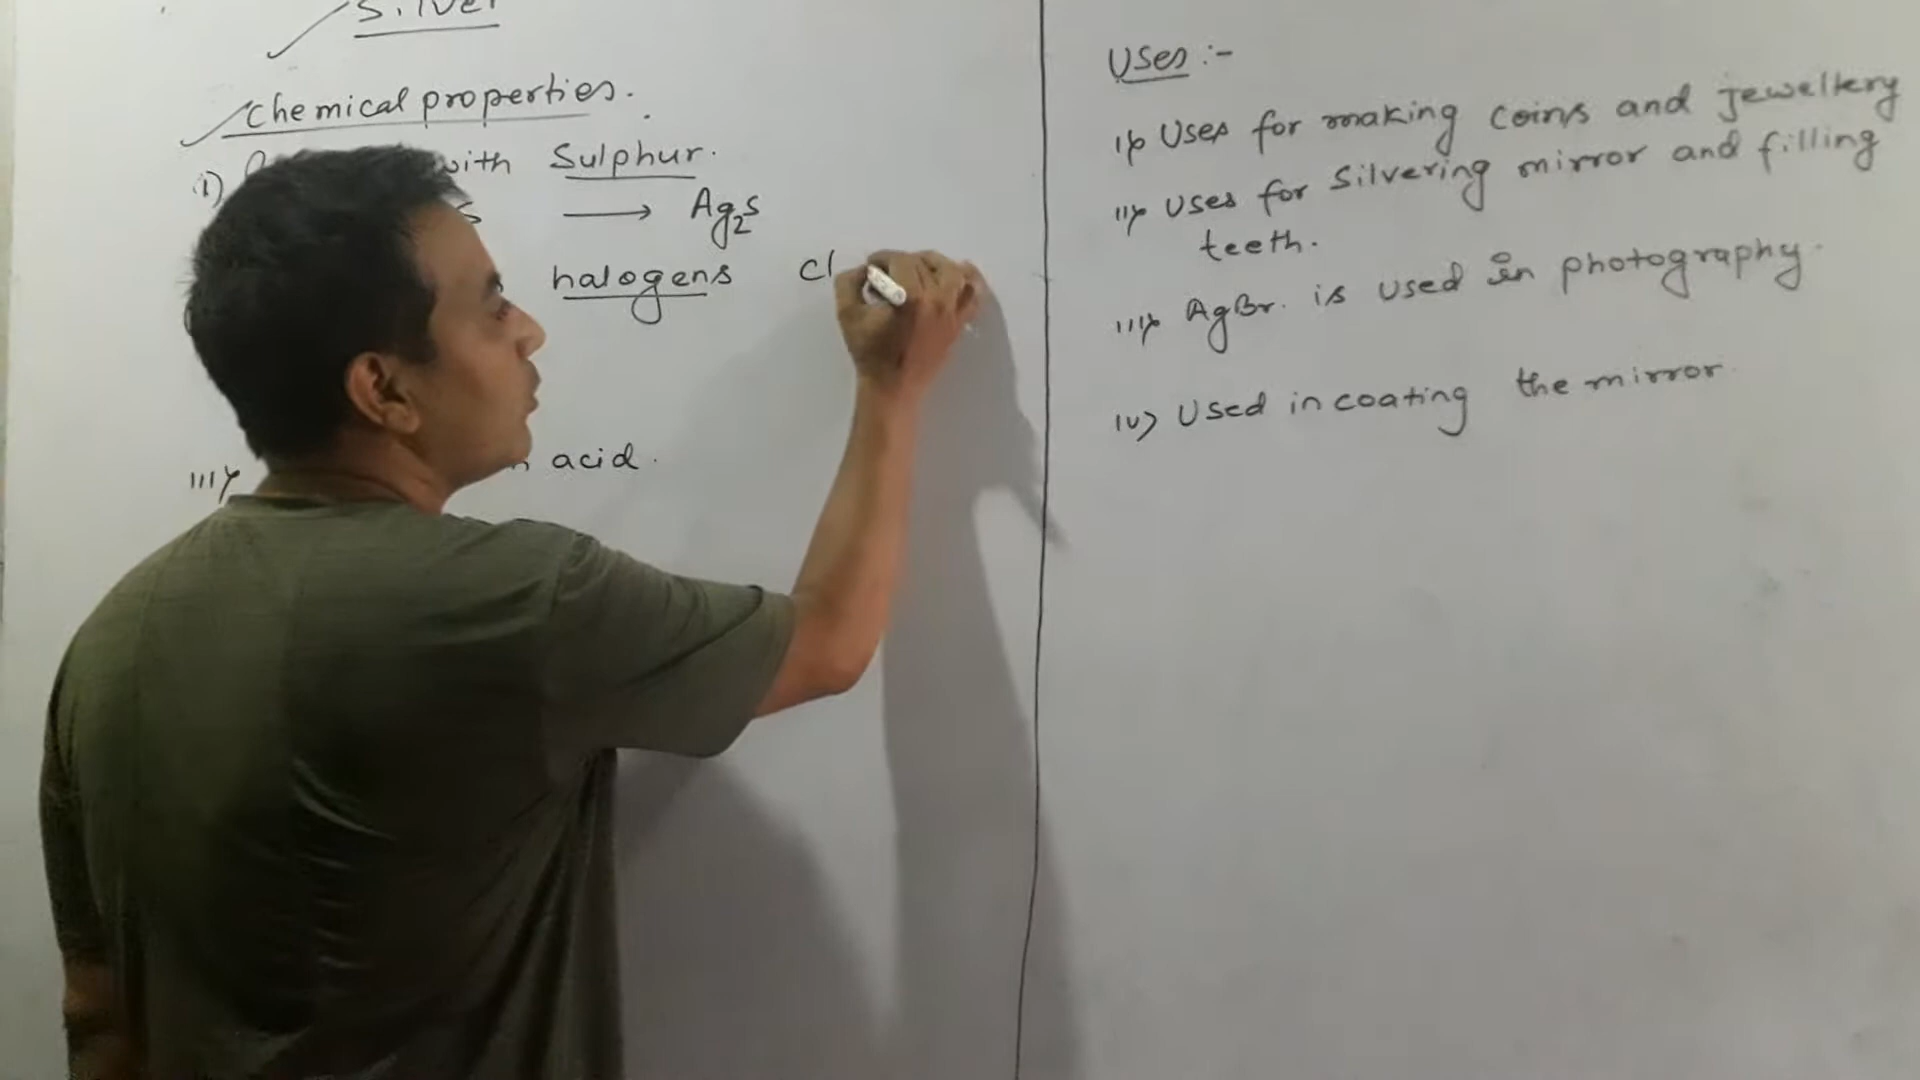 Silver
Chemical properties.
1) with Sulphur.
S → Ag2S
halogens Cl
III) acid.
Uses :-
I) Uses for making coins and jewellery
II) Uses for Silvering mirror and filling
teeth.
III) AgBr. is used in photography.
IV) Used in coating the mirror